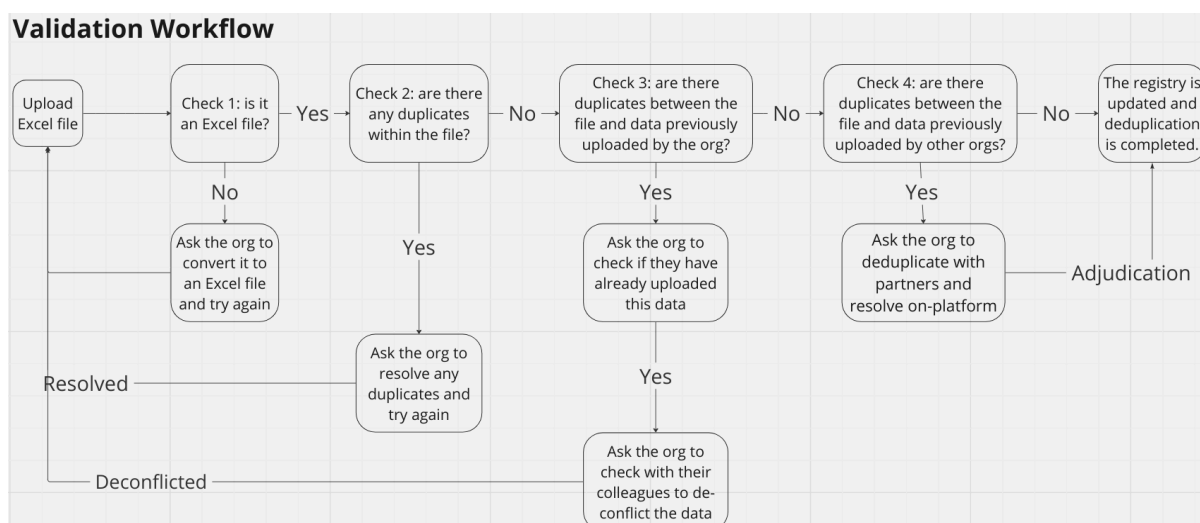 Validation Workflow
Upload
Excel file
Check 1: is it
an Excel file?
Yes
Check 2: are there
any duplicates
within the file?
No
Check 3: are there
duplicates between the
file and data previously
uploaded by the org?
No
Check 4: are there
duplicates between the
file and data previously
uploaded by other orgs?
No
The registry is
updated and
deduplication
is completed.
No
Yes
Yes
Yes
Ask the org to
convert it to
an Excel file
and try again
Ask the org to
check if they have
already uploaded
this data
Ask the org to
deduplicate with
partners and
resolve on-platform
Adjudication
Ask the org to
resolve any
duplicates and
try again
Resolved
Yes
Ask the org to
check with their
colleagues to de-
conflict the data
Deconflicted